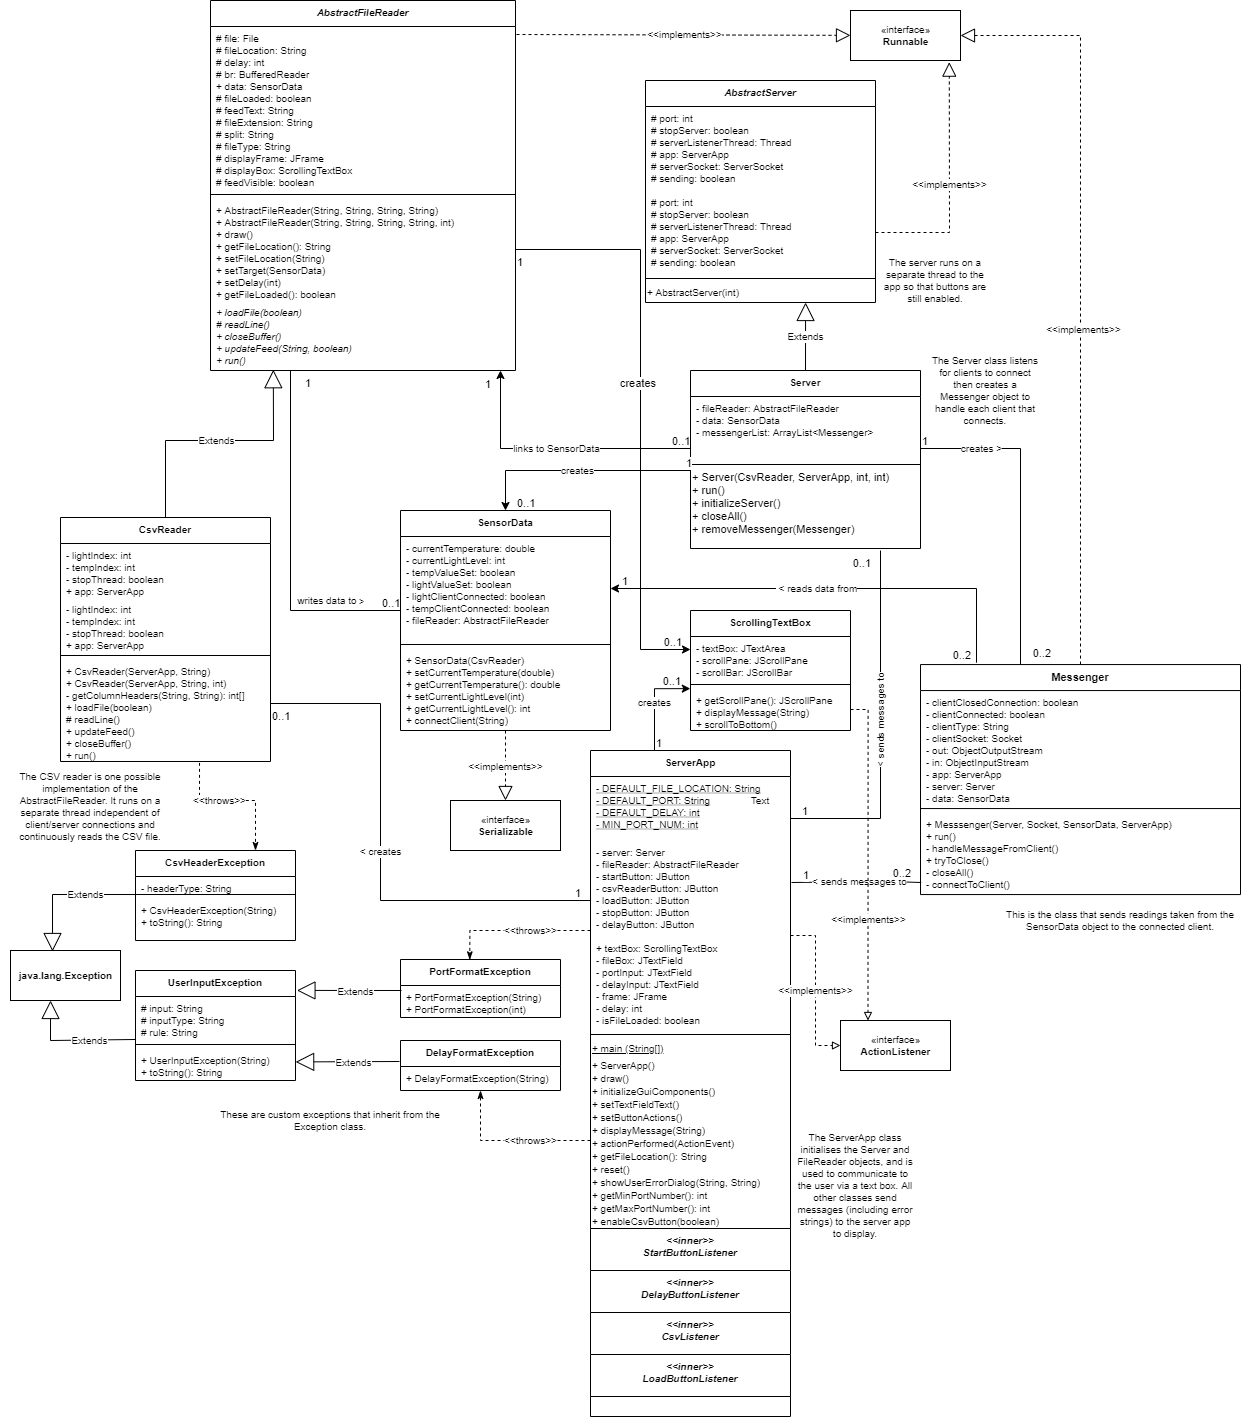 AbstractFileReader
# file: File
# fileLocation: String
# delay: int
# br: BufferedReader
+ data: SensorData
# fileLoaded: boolean
# feedText: String
# fileExtension: String
# split: String
# fileType: String
# displayFrame: JFrame
# displayBox: ScrollingTextBox
# feedVisible: boolean
+ AbstractFileReader(String, String, String, String)
+ AbstractFileReader(String, String, String, String, int)
+ draw()
+ getFileLocation(): String
+ setFileLocation(String)
+ setTarget(SensorData)
+ setDelay(int)
+ getFileLoaded(): boolean
+ loadFile(boolean)
# readLine()
+ closeBuffer()
+ updateFeed(String, boolean)
+ run()
<<implements>>
«interface»
Runnable
AbstractServer
# port: int
# stopServer: boolean
# serverListenerThread: Thread
# app: ServerApp
# serverSocket: ServerSocket
# sending: boolean
# port: int
# stopServer: boolean
# serverListenerThread: Thread
# app: ServerApp
# serverSocket: ServerSocket
# sending: boolean
+ AbstractServer(int)
<<implements>>
The server runs on a
separate thread to the
app so that buttons are
still enabled.
<<implements>>
1
Extends
creates
1
1
Server
- fileReader: AbstractFileReader
- data: SensorData
- messengerList: ArrayList<Messenger>
+ Server(CsvReader, ServerApp, int, int)
+ run()
+ initializeServer()
+ closeAll()
+ removeMessenger(Messenger)
The Server class listens
for clients to connect
then creates a
Messenger object to
handle each client that
connects.
Extends
links to SensorData
0..1
1
creates >
creates
1
0..1
CsvReader
- lightIndex: int
- tempIndex: int
- stopThread: boolean
+ app: ServerApp
- lightIndex: int
- tempIndex: int
- stopThread: boolean
+ app: ServerApp
+ CsvReader(ServerApp, String)
+ CsvReader(ServerApp, String, int)
- getColumnHeaders(String, String): int[]
+ loadFile(boolean)
# readLine()
+ updateFeed()
+ closeBuffer()
+ run()
SensorData
- currentTemperature: double
- currentLightLevel: int
- tempValueSet: boolean
- lightValueSet: boolean
- lightClientConnected: boolean
- tempClientConnected: boolean
- fileReader: AbstractFileReader
+ SensorData(CsvReader)
+ setCurrentTemperature(double)
+ getCurrentTemperature(): double
+ setCurrentLightLevel(int)
+ getCurrentLightLevel(): int
+ connectClient(String)
writes data to >
0..1
0..1
1
< reads data from
ScrollingTextBox
- textBox: JTextArea
- scrollPane: JScrollPane
- scrollBar: JScrollBar
+ getScrollPane(): JScrollPane
+ displayMessage(String)
+ scrollToBottom()
0..1
0..1
creates
1
0..2
0..2
< sends messages to
Messenger
- clientClosedConnection: boolean
- clientConnected: boolean
- clientType: String
- clientSocket: Socket
- out: ObjectOutputStream
- in: ObjectInputStream
- app: ServerApp
- server: Server
- data: SensorData
+ Messsenger(Server, Socket, SensorData, ServerApp)
+ run()
- handleMessageFromClient()
+ tryToClose()
- closeAll()
- connectToClient()
0..1
The CSV reader is one possible
implementation of the
AbstractFileReader. It runs on a
separate thread independent of
client/server connections and
continuously reads the CSV file.
<<throws>>
<<implements>>
«interface»
Serializable
ServerApp
- DEFAULT_FILE_LOCATION: String
- DEFAULT_PORT: String
Text
- DEFAULT_DELAY: int
- MIN_PORT_NUM: int
- server: Server
- fileReader: AbstractFileReader
- startButton: JButton
- csvReaderButton: JButton
- loadButton: JButton
- stopButton: JButton
- delayButton: JButton
+ textBox: ScrollingTextBox
- fileBox: JTextField
- portInput: JTextField
- delayInput: JTextField
- frame: JFrame
- delay: int
- isFileLoaded: boolean
+ main (String[])
+ ServerApp()
+ draw()
+ initializeGuiComponents()
+ setTextFieldText()
+ setButtonActions()
+ displayMessage(String)
+ actionPerformed(ActionEvent)
+ getFileLocation(): String
+ reset()
+ showUserErrorDialog(String, String)
+ getMinPortNumber(): int
+ getMaxPortNumber(): int
+ enableCsvButton(boolean)
<<inner>>
StartButtonListener
<<inner>>
DelayButtonListener
<<inner>>
CsvListener
<<inner>>
LoadButtonListener
1
1
< sends messages to
0..2
< creates
1
This is the class that sends readings taken from the
SensorData object to the connected client.
CsvHeaderException
- headerType: String
+ CsvHeaderException(String)
+ toString(): String
Extends
java.lang.Exception
UserInputException
# input: String
# inputType: String
# rule: String
+ UserInputException(String)
+ toString(): String
Extends
<<throws>>
PortFormatException
+ PortFormatException(String)
+ PortFormatException(int)
Extends
DelayFormatException
+ DelayFormatException(String)
Extends
<<throws>>
These are custom exceptions that inherit from the
Exception class.
<<implements>>
<<implements>>
«interface»
ActionListener
The ServerApp class
initialises the Server and
FileReader objects, and is
used to communicate to
the user via a text box. All
other classes send
messages (including error
strings) to the server app
to display.